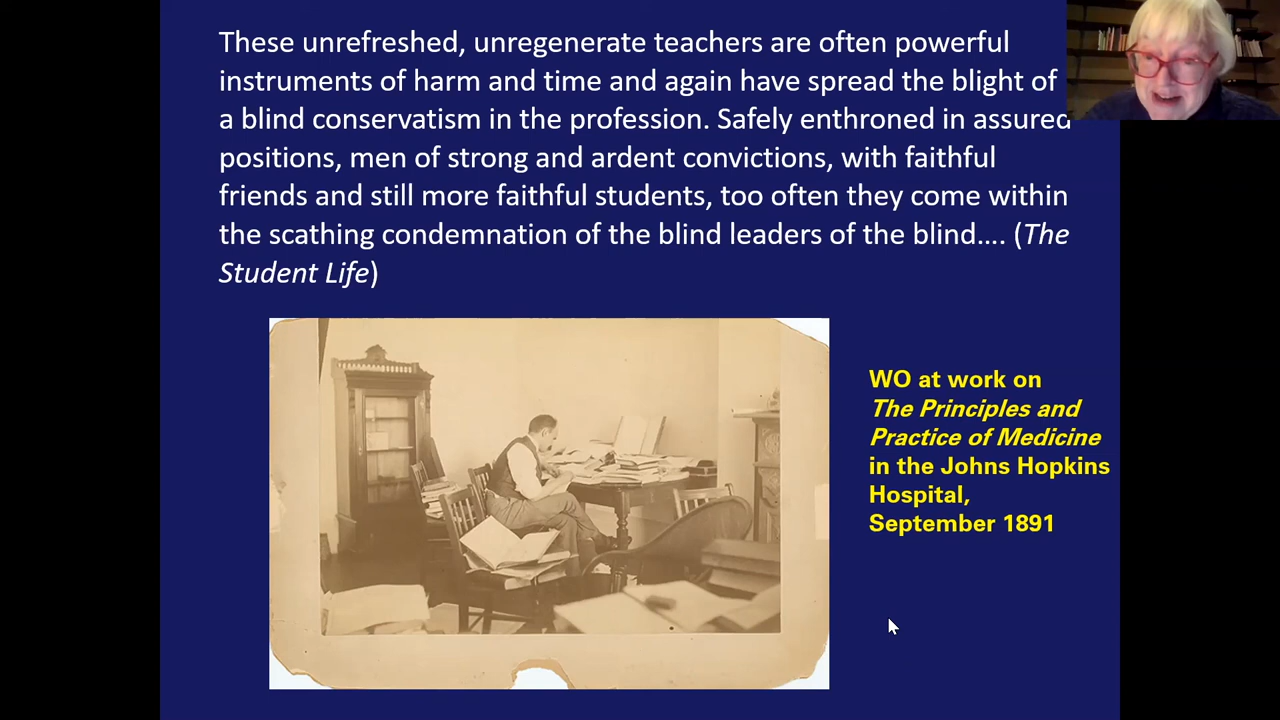 These unrefreshed, unregenerate teachers are often powerful
instruments of harm and time and again have spread the blight of
a blind conservatism in the profession. Safely enthroned in assured
positions, men of strong and ardent convictions, with faithful
friends and still more faithful students, too often they come within
the scathing condemnation of the blind leaders of the blind…. (The
Student Life)
WO at work on
The Principles and
Practice of Medicine
in the Johns Hopkins
Hospital,
September 1891